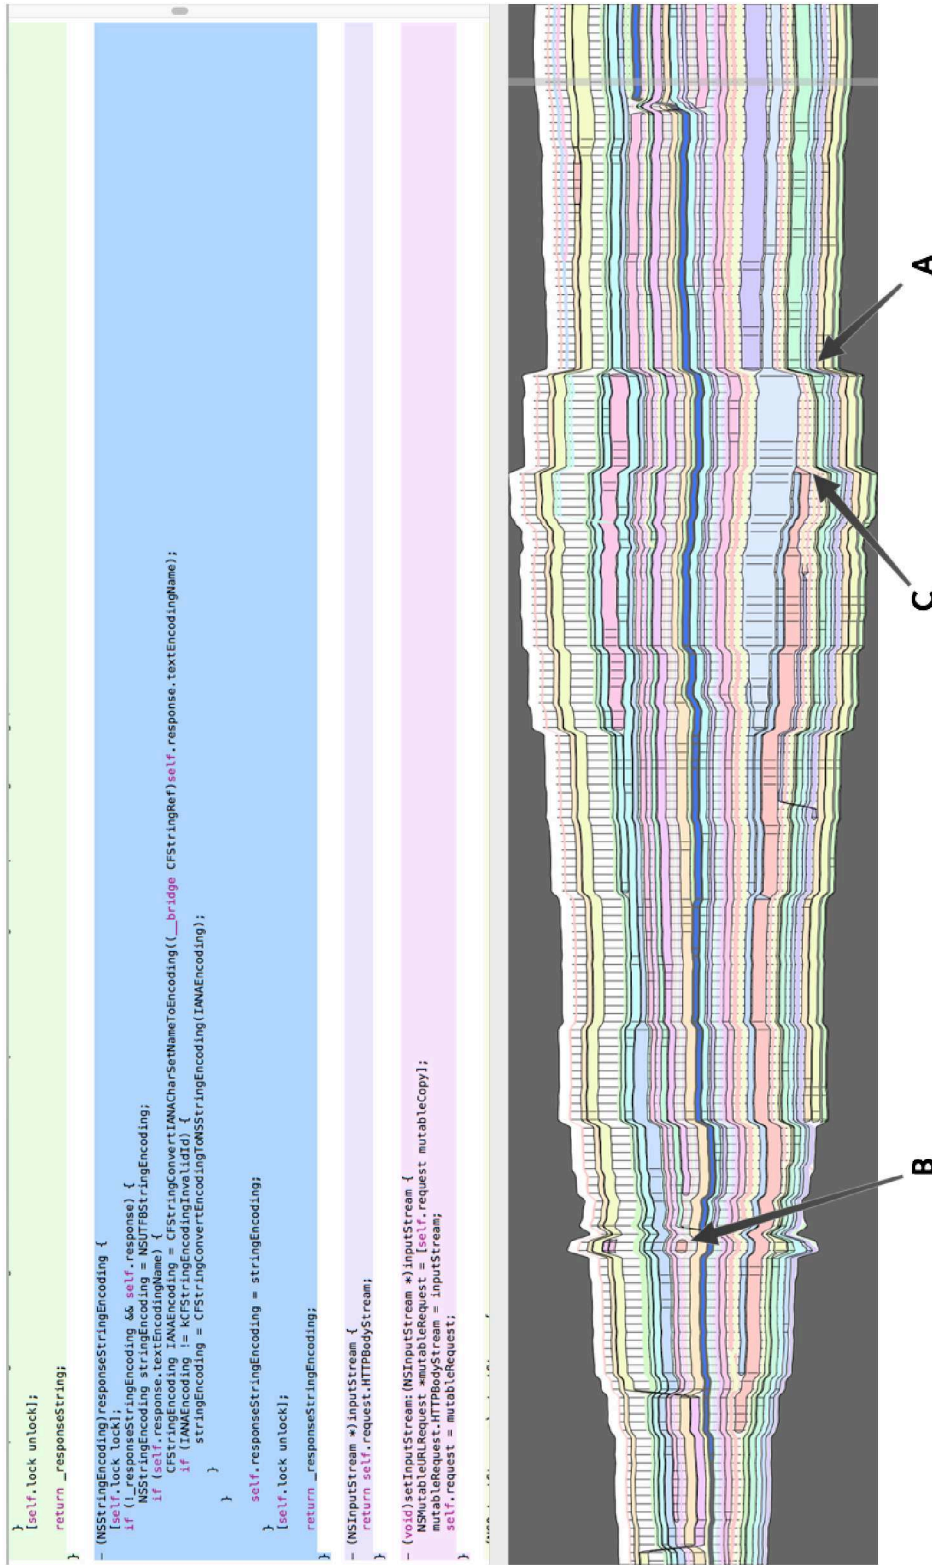 }
[self.lock unlock];
return _responseString;
}
- (NSStringEncoding)responseStringEncoding {
[self.lock lock];
if (!_responseStringEncoding && self.response) {
NSStringEncoding stringEncoding = NSUTF8StringEncoding;
if (self.response.textEncodingName) {
CFStringEncoding IANAEncoding = CFStringConvertIANACharSetNameToEncoding((__bridge CFStringRef)self.response.textEncodingName);
if (IANAEncoding != kCFStringEncodingInvalidId) {
stringEncoding = CFStringConvertEncodingToNSStringEncoding(IANAEncoding);
}
}
self.responseStringEncoding = stringEncoding;
}
[self.lock unlock];
return _responseStringEncoding;
}
- (NSInputStream *)inputStream {
return self.request.HTTPBodyStream;
}
- (void)setInputStream:(NSInputStream *)inputStream {
NSMutableURLRequest *mutableRequest = [self.request mutableCopy];
mutableRequest.HTTPBodyStream = inputStream;
self.request = mutableRequest;
}
B
C
A